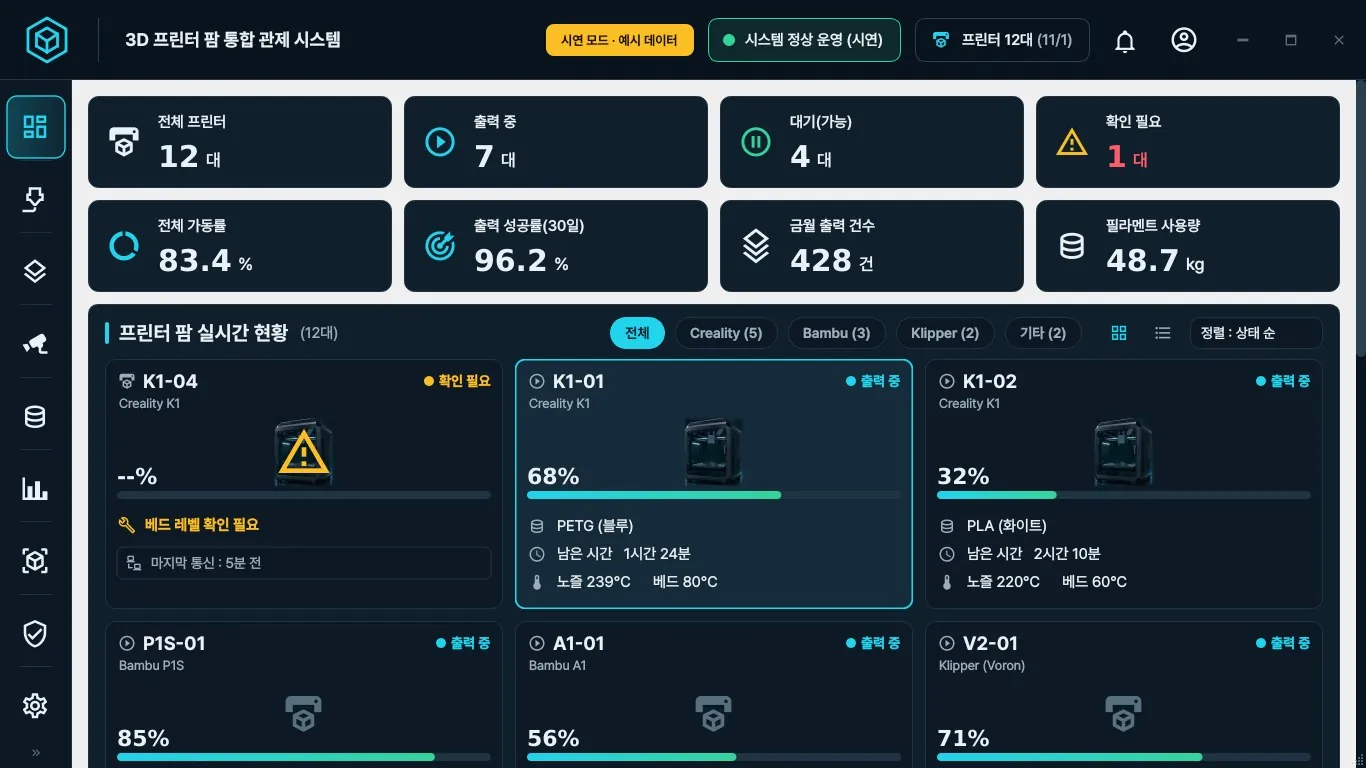 3D 프린터 팜 통합 관제 시스템
시연 모드 · 예시 데이터
시스템 정상 운영 (시연)
프린터 12대 (11/1)
전체 프린터
12 대
출력 중
7 대
대기(가능)
4 대
확인 필요
1 대
전체 가동률
83.4 %
출력 성공률(30일)
96.2 %
금월 출력 건수
428 건
필라멘트 사용량
48.7 kg
프린터 팜 실시간 현황 (12대)
전체
Creality (5)
Bambu (3)
Klipper (2)
기타 (2)
정렬 : 상태 순
K1-04
확인 필요
Creality K1
--%
베드 레벨 확인 필요
마지막 통신 : 5분 전
K1-01
출력 중
Creality K1
68%
PETG (블루)
남은 시간 1시간 24분
노즐 239°C 베드 80°C
K1-02
출력 중
Creality K1
32%
PLA (화이트)
남은 시간 2시간 10분
노즐 220°C 베드 60°C
P1S-01
출력 중
Bambu P1S
85%
A1-01
출력 중
Bambu A1
56%
V2-01
출력 중
Klipper (Voron)
71%
»